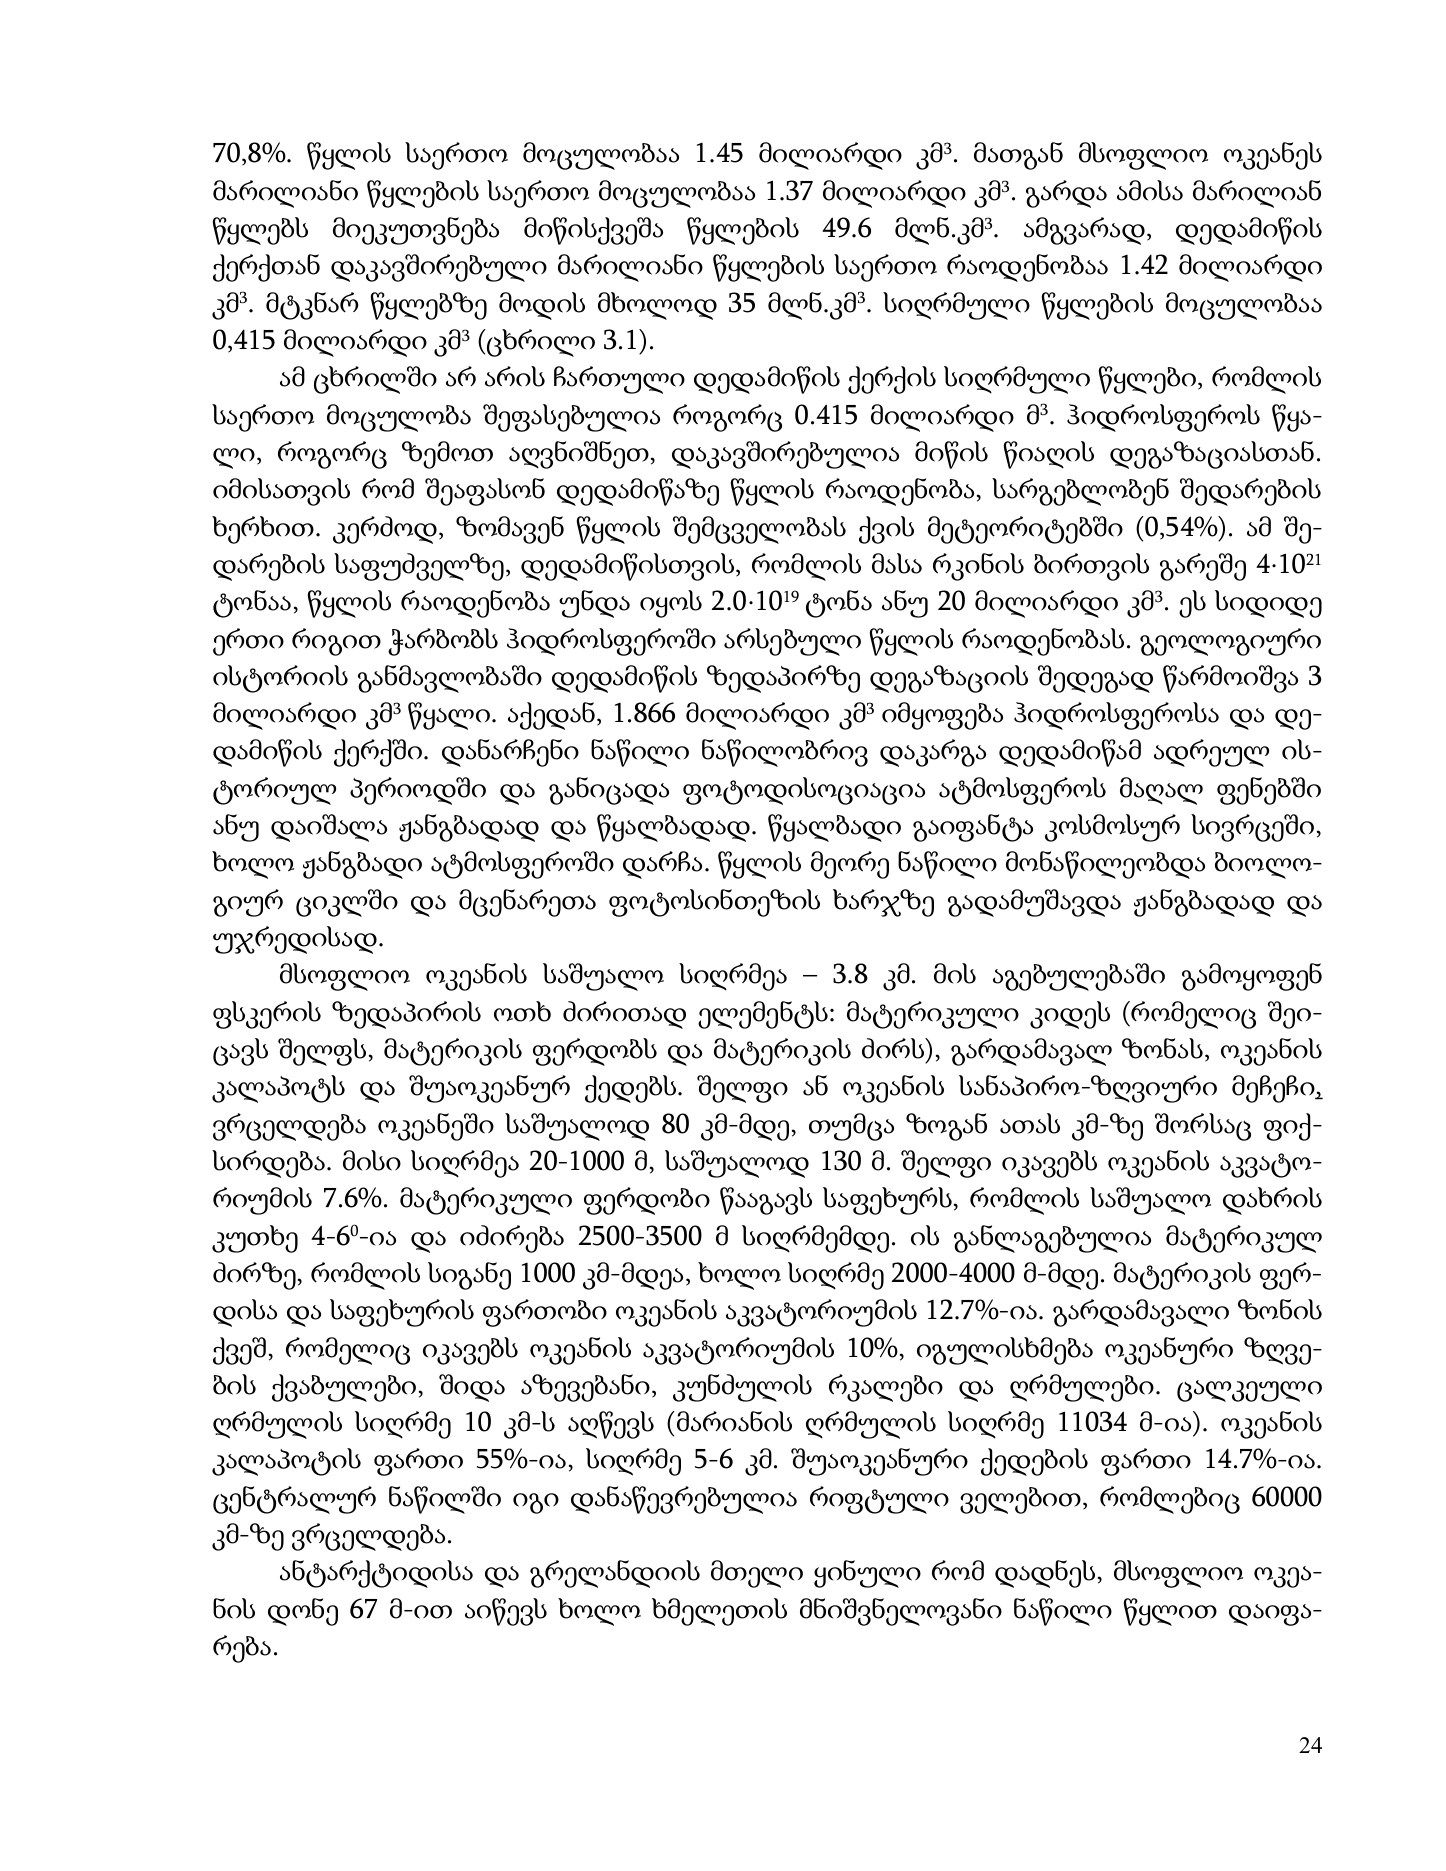 70,8%. წყლის საერთო მოცულობაა 1.45 მილიარდი კმ³. მათგან მსოფლიო ოკეანეს
მარილიანი წყლების საერთო მოცულობაა 1.37 მილიარდი კმ³. გარდა ამისა მარილიან
წყლებს მიეკუთვნება მიწისქვეშა წყლების 49.6 მლნ.კმ³. ამგვარად, დედამიწის
ქერქთან დაკავშირებული მარილიანი წყლების საერთო რაოდენობაა 1.42 მილიარდი
კმ³. მტკნარ წყლებზე მოდის მხოლოდ 35 მლნ.კმ³. სიღრმული წყლების მოცულობაა
0,415 მილიარდი კმ³ (ცხრილი 3.1).
ამ ცხრილში არ არის ჩართული დედამიწის ქერქის სიღრმული წყლები, რომლის
საერთო მოცულობა შეფასებულია როგორც 0.415 მილიარდი მ³. ჰიდროსფეროს წყა-
ლი, როგორც ზემოთ აღვნიშნეთ, დაკავშირებულია მიწის წიაღის დეგაზაციასთან.
იმისათვის რომ შეაფასონ დედამიწაზე წყლის რაოდენობა, სარგებლობენ შედარების
ხერხით. კერძოდ, ზომავენ წყლის შემცველობას ქვის მეტეორიტებში (0,54%). ამ შე-
დარების საფუძველზე, დედამიწისთვის, რომლის მასა რკინის ბირთვის გარეშე 4·10²¹
ტონაა, წყლის რაოდენობა უნდა იყოს 2.0·10¹⁹ ტონა ანუ 20 მილიარდი კმ³. ეს სიდიდე
ერთი რიგით ჭარბობს ჰიდროსფეროში არსებული წყლის რაოდენობას. გეოლოგიური
ისტორიის განმავლობაში დედამიწის ზედაპირზე დეგაზაციის შედეგად წარმოიშვა 3
მილიარდი კმ³ წყალი. აქედან, 1.866 მილიარდი კმ³ იმყოფება ჰიდროსფეროსა და დე-
დამიწის ქერქში. დანარჩენი ნაწილი ნაწილობრივ დაკარგა დედამიწამ ადრეულ ის-
ტორიულ პერიოდში და განიცადა ფოტოდისოციაცია ატმოსფეროს მაღალ ფენებში
ანუ დაიშალა ჟანგბადად და წყალბადად. წყალბადი გაიფანტა კოსმოსურ სივრცეში,
ხოლო ჟანგბადი ატმოსფეროში დარჩა. წყლის მეორე ნაწილი მონაწილეობდა ბიოლო-
გიურ ციკლში და მცენარეთა ფოტოსინთეზის ხარჯზე გადამუშავდა ჟანგბადად და
უჯრედისად.
მსოფლიო ოკეანის საშუალო სიღრმეა – 3.8 კმ. მის აგებულებაში გამოყოფენ
ფსკერის ზედაპირის ოთხ ძირითად ელემენტს: მატერიკული კიდეს (რომელიც შეი-
ცავს შელფს, მატერიკის ფერდობს და მატერიკის ძირს), გარდამავალ ზონას, ოკეანის
კალაპოტს და შუაოკეანურ ქედებს. შელფი ან ოკეანის სანაპირო-ზღვიური მეჩეჩი,
ვრცელდება ოკეანეში საშუალოდ 80 კმ-მდე, თუმცა ზოგან ათას კმ-ზე შორსაც ფიქ-
სირდება. მისი სიღრმეა 20-1000 მ, საშუალოდ 130 მ. შელფი იკავებს ოკეანის აკვატო-
რიუმის 7.6%. მატერიკული ფერდობი წააგავს საფეხურს, რომლის საშუალო დახრის
კუთხე 4-6⁰-ია და იძირება 2500-3500 მ სიღრმემდე. ის განლაგებულია მატერიკულ
ძირზე, რომლის სიგანე 1000 კმ-მდეა, ხოლო სიღრმე 2000-4000 მ-მდე. მატერიკის ფერ-
დისა და საფეხურის ფართობი ოკეანის აკვატორიუმის 12.7%-ია. გარდამავალი ზონის
ქვეშ, რომელიც იკავებს ოკეანის აკვატორიუმის 10%, იგულისხმება ოკეანური ზღვე-
ბის ქვაბულები, შიდა აზევებანი, კუნძულის რკალები და ღრმულები. ცალკეული
ღრმულის სიღრმე 10 კმ-ს აღწევს (მარიანის ღრმულის სიღრმე 11034 მ-ია). ოკეანის
კალაპოტის ფართი 55%-ია, სიღრმე 5-6 კმ. შუაოკეანური ქედების ფართი 14.7%-ია.
ცენტრალურ ნაწილში იგი დანაწევრებულია რიფტული ველებით, რომლებიც 60000
კმ-ზე ვრცელდება.
ანტარქტიდისა და გრელანდიის მთელი ყინული რომ დადნეს, მსოფლიო ოკეა-
ნის დონე 67 მ-ით აიწევს ხოლო ხმელეთის მნიშვნელოვანი ნაწილი წყლით დაიფა-
რება.
24